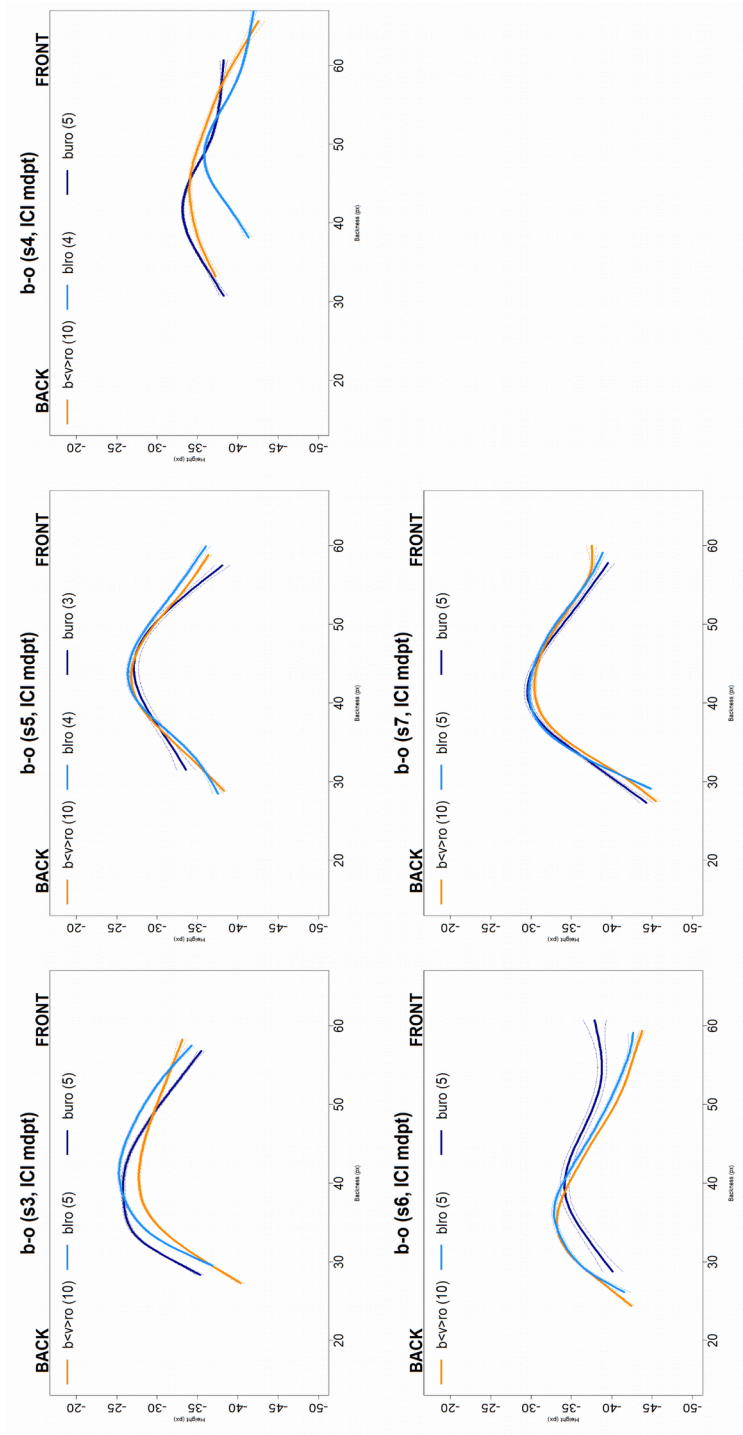 b-o (s3, ICI mdpt)
BACK FRONT
b<v>ro (10) blro (5) buro (5)
-20
-25
-30
-35
-40
-45
-50
Height (px)
20 30 40 50 60
Backness (px)
b-o (s5, ICI mdpt)
BACK FRONT
b<v>ro (10) blro (4) buro (3)
-20
-25
-30
-35
-40
-45
-50
Height (px)
20 30 40 50 60
Backness (px)
b-o (s4, ICI mdpt)
BACK FRONT
b<v>ro (10) blro (4) buro (5)
-20
-25
-30
-35
-40
-45
-50
Height (px)
20 30 40 50 60
Backness (px)
b-o (s6, ICI mdpt)
BACK FRONT
b<v>ro (10) blro (5) buro (5)
-20
-25
-30
-35
-40
-45
-50
Height (px)
20 30 40 50 60
Backness (px)
b-o (s7, ICI mdpt)
BACK FRONT
b<v>ro (10) blro (5) buro (5)
-20
-25
-30
-35
-40
-45
-50
Height (px)
20 30 40 50 60
Backness (px)